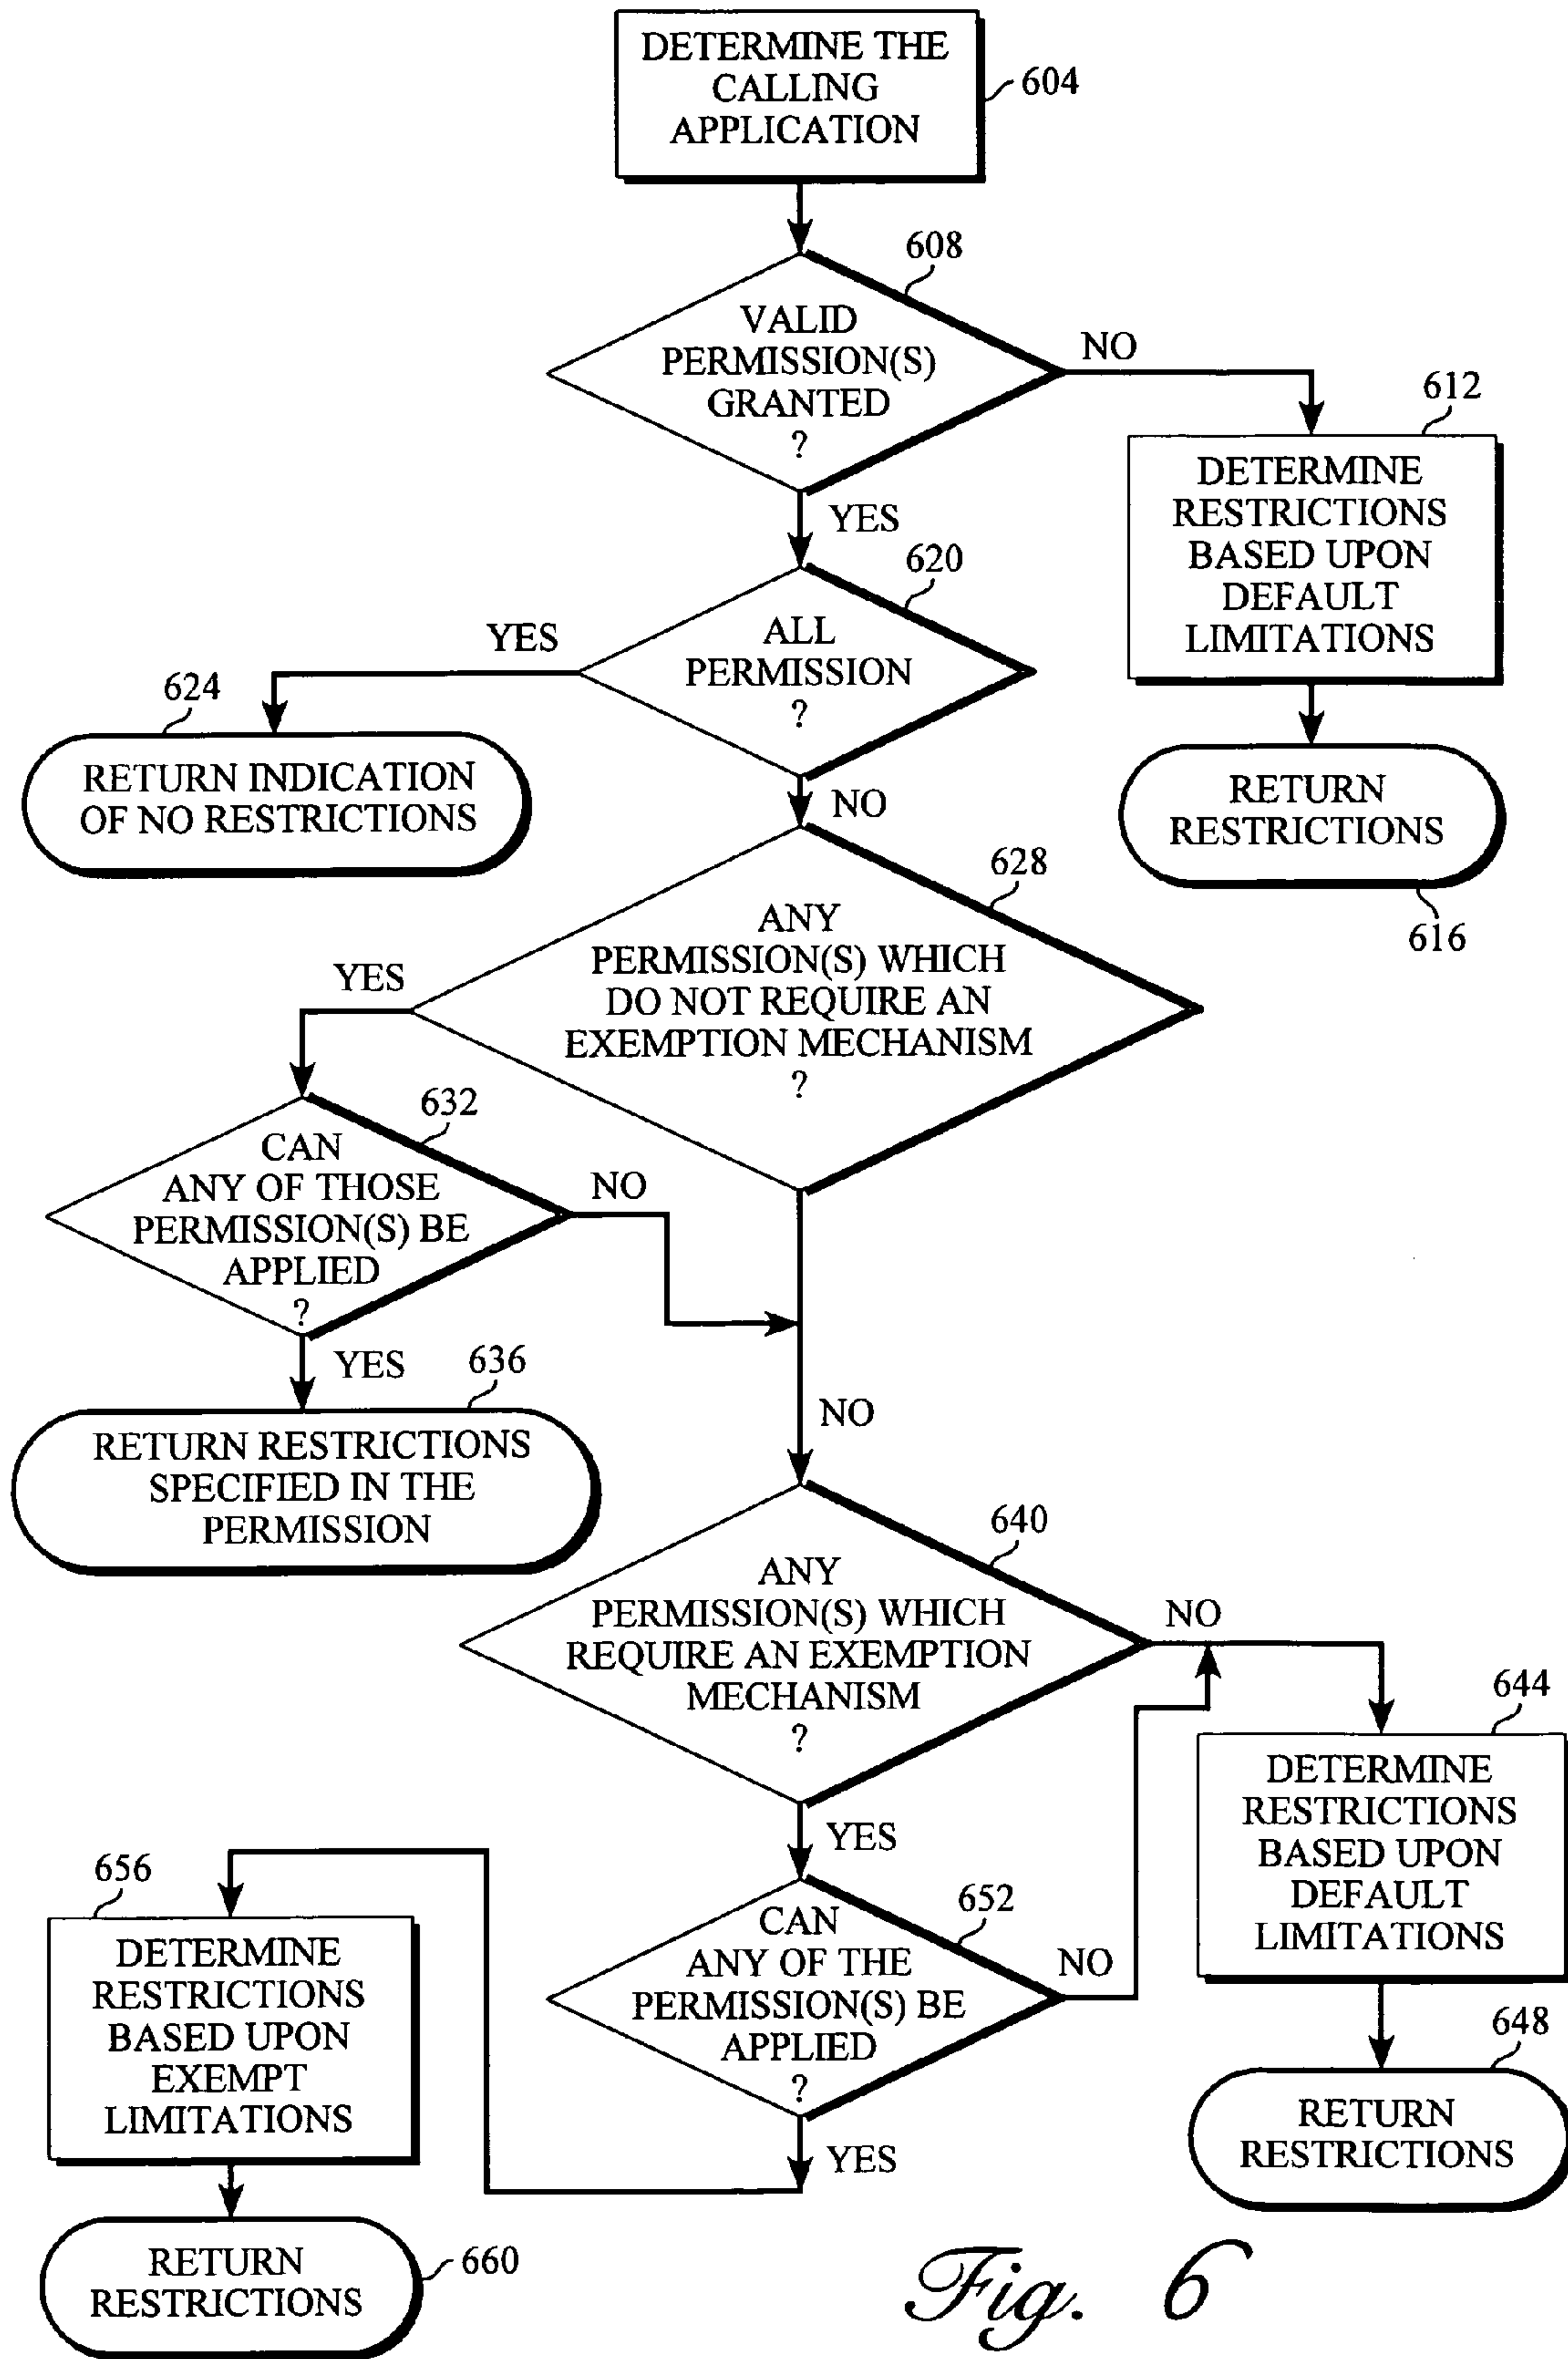 DETERMINE THE
CALLING
APPLICATION
604
608
VALID
PERMISSION(S)
GRANTED
?
NO
YES
612
DETERMINE
RESTRICTIONS
BASED UPON
DEFAULT
LIMITATIONS
RETURN
RESTRICTIONS
616
620
ALL
PERMISSION
?
YES
NO
624
RETURN INDICATION
OF NO RESTRICTIONS
628
ANY
PERMISSION(S) WHICH
DO NOT REQUIRE AN
EXEMPTION MECHANISM
?
YES
632
CAN
ANY OF THOSE
PERMISSION(S) BE
APPLIED
?
NO
YES
636
RETURN RESTRICTIONS
SPECIFIED IN THE
PERMISSION
NO
640
ANY
PERMISSION(S) WHICH
REQUIRE AN EXEMPTION
MECHANISM
?
NO
YES
644
DETERMINE
RESTRICTIONS
BASED UPON
DEFAULT
LIMITATIONS
648
RETURN
RESTRICTIONS
652
CAN
ANY OF THE
PERMISSION(S) BE
APPLIED
?
NO
YES
656
DETERMINE
RESTRICTIONS
BASED UPON
EXEMPT
LIMITATIONS
RETURN
RESTRICTIONS
660
Fig. 6